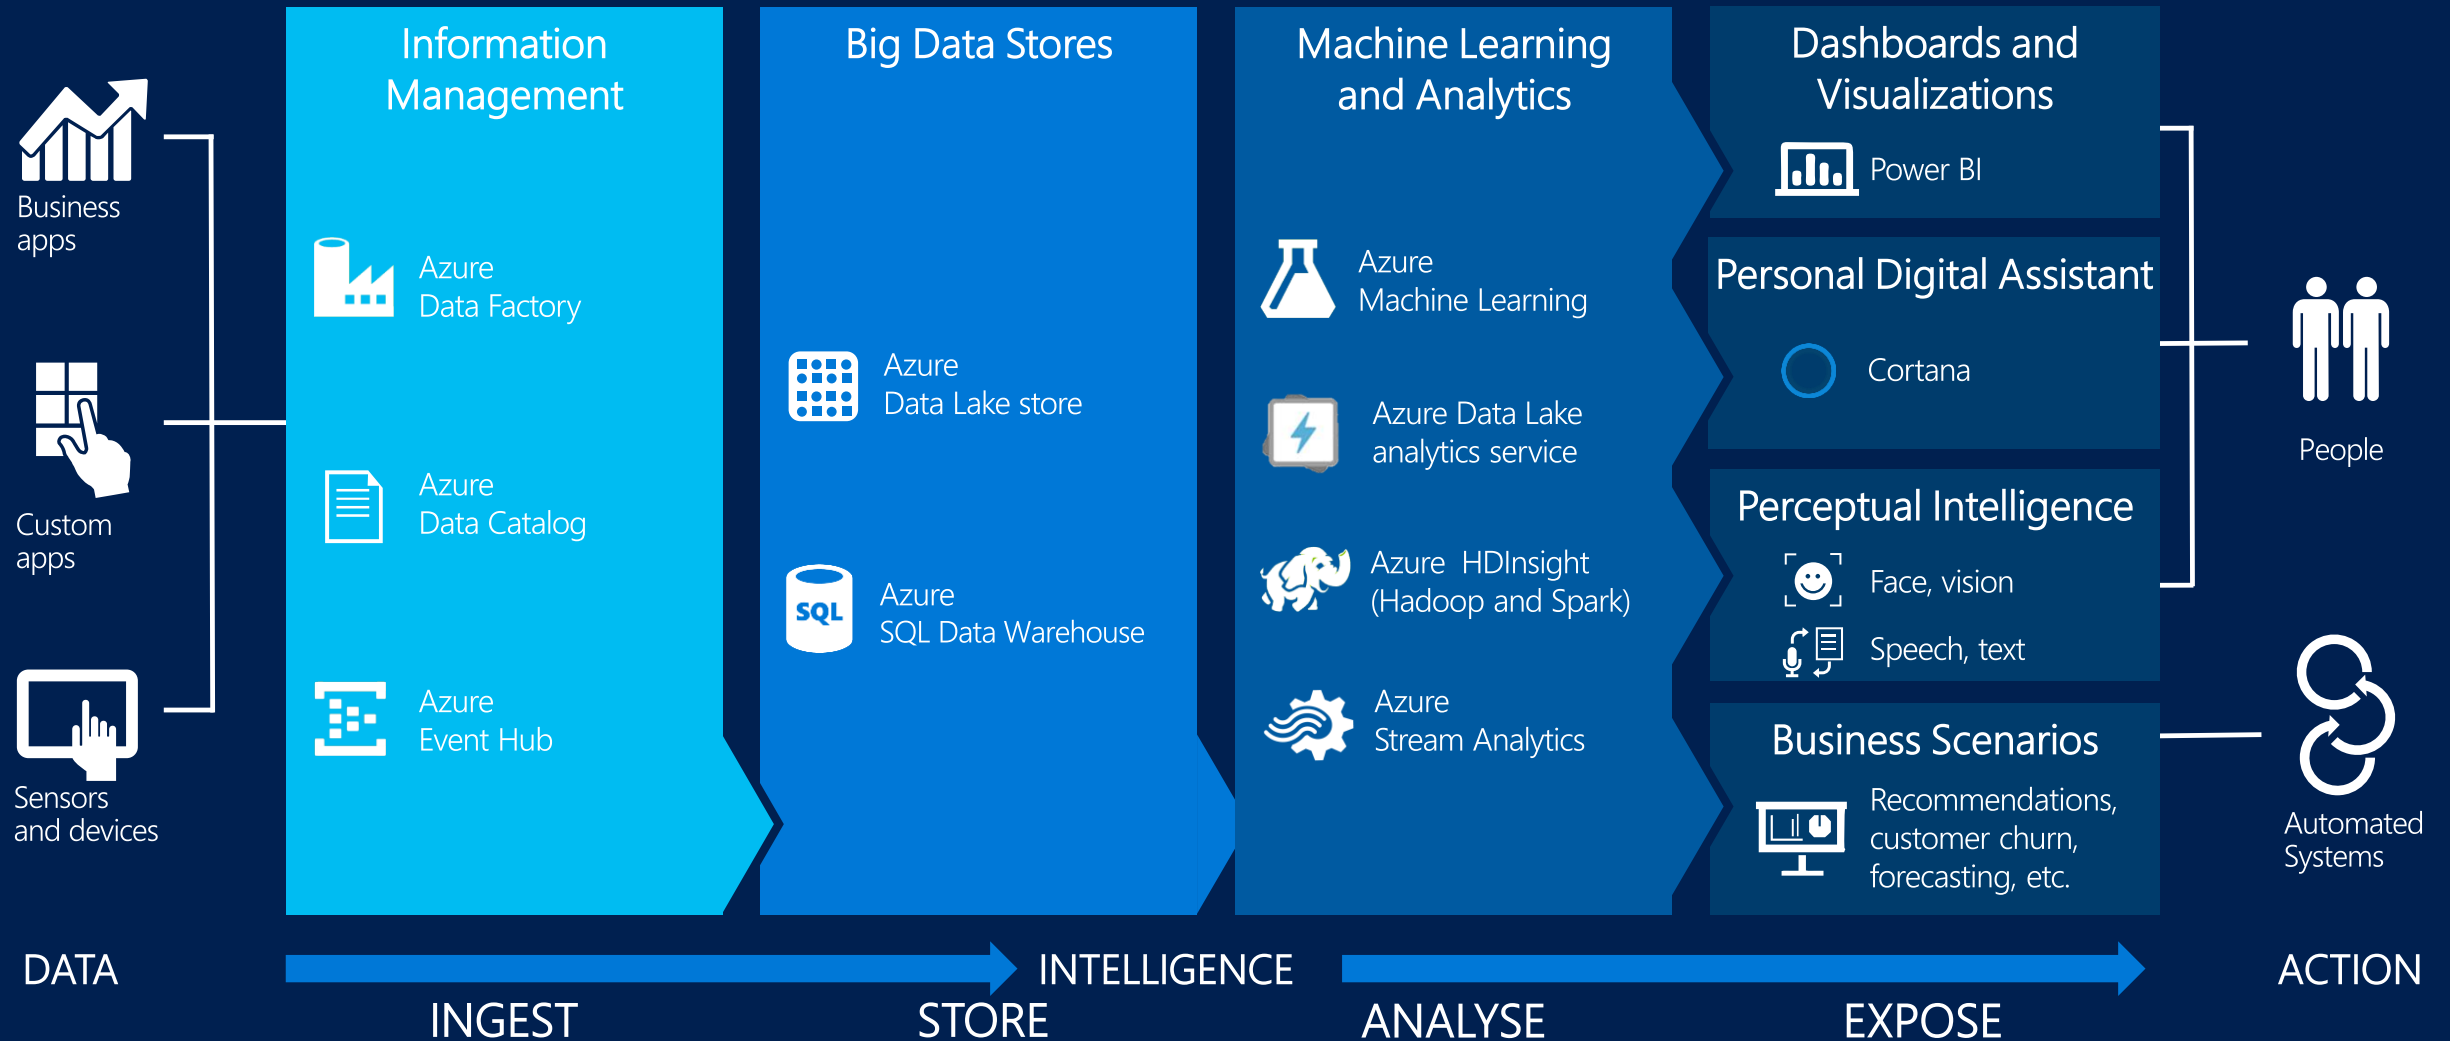 Business
apps
Custom
apps
Sensors
and devices
Information
Management
Azure
Data Factory
Azure
Data Catalog
Azure
Event Hub
Big Data Stores
Azure
Data Lake store
SQL
Azure
SQL Data Warehouse
Machine Learning
and Analytics
Azure
Machine Learning
Azure Data Lake
analytics service
Azure HDInsight
(Hadoop and Spark)
Azure
Stream Analytics
Dashboards and
Visualizations
Power BI
Personal Digital Assistant
Cortana
Perceptual Intelligence
Face, vision
Speech, text
Business Scenarios
Recommendations,
customer churn,
forecasting, etc.
People
Automated
Systems
DATA
INTELLIGENCE
ACTION
INGEST
STORE
ANALYSE
EXPOSE